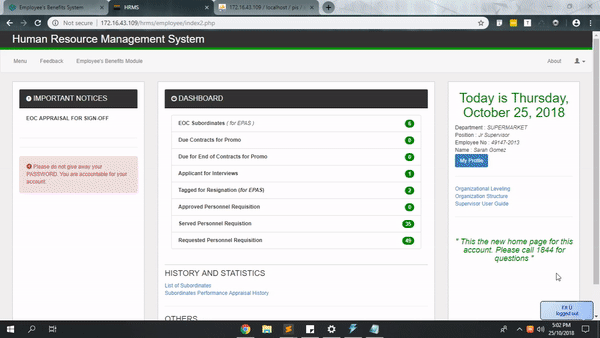 Employee's Benefits System
HRMS
172.16.43.109 / localhost / pis /
Not secure | 172.16.43.109/hrms/employee/index2.php
Human Resource Management System
Menu Feedback Employee's Benefits Module About
IMPORTANT NOTICES
EOC APPRAISAL FOR SIGN-OFF
Please do not give away your
PASSWORD. You are accountable for your
account.
DASHBOARD
EOC Subordinates ( for EPAS ) 6
Due Contracts for Promo 0
Due for End of Contracts for Promo 0
Applicant for Interviews 1
Tagged for Resignation (for EPAS) 2
Approved Personnel Requisition 0
Served Personnel Requistion 35
Requested Personnel Requisition 49
HISTORY AND STATISTICS
List of Subordinates
Subordinates Performance Appraisal History
OTHERS
Today is Thursday,
October 25, 2018
Department : SUPERMARKET
Position : Jr Supervisor
Employee No : 49147-2013
Name : Sarah Gomez
My Profile
Organizational Leveling
Organization Structure
Supervisor User Guide
" This the new home page for this
account. Please call 1844 for
questions "
logged out
5:02 PM
25/10/2018